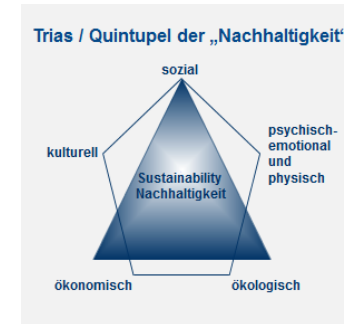 Trias / Quintupel der „Nachhaltigkeit“
sozial
kulturell
psychisch-
emotional
und
physisch
Sustainability
Nachhaltigkeit
ökonomisch
ökologisch